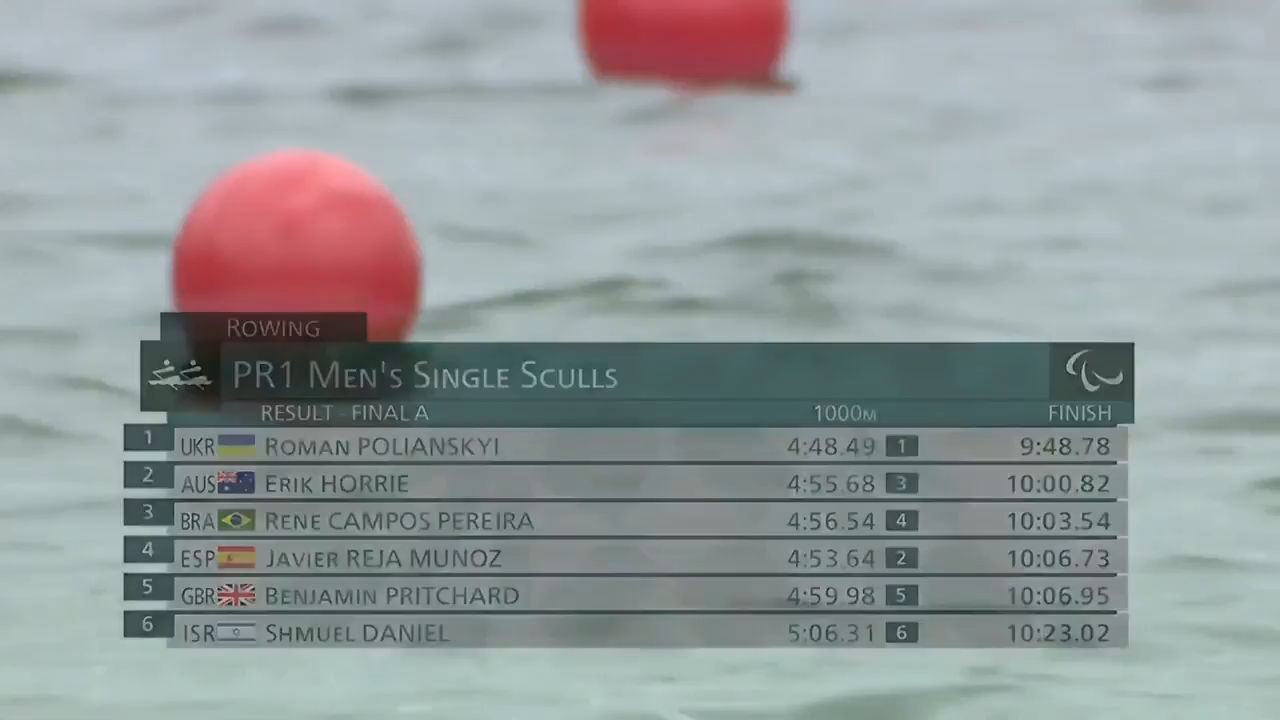 ROWING
PR1 MEN'S SINGLE SCULLS
RESULT - FINAL A 1000M FINISH
1 UKR ROMAN POLIANSKYI 4:48.49 1 9:48.78
2 AUS ERIK HORRIE 4:55.68 3 10:00.82
3 BRA RENE CAMPOS PEREIRA 4:56.54 4 10:03.54
4 ESP JAVIER REJA MUNOZ 4:53.64 2 10:06.73
5 GBR BENJAMIN PRITCHARD 4:59.98 5 10:06.95
6 ISR SHMUEL DANIEL 5:06.31 6 10:23.02